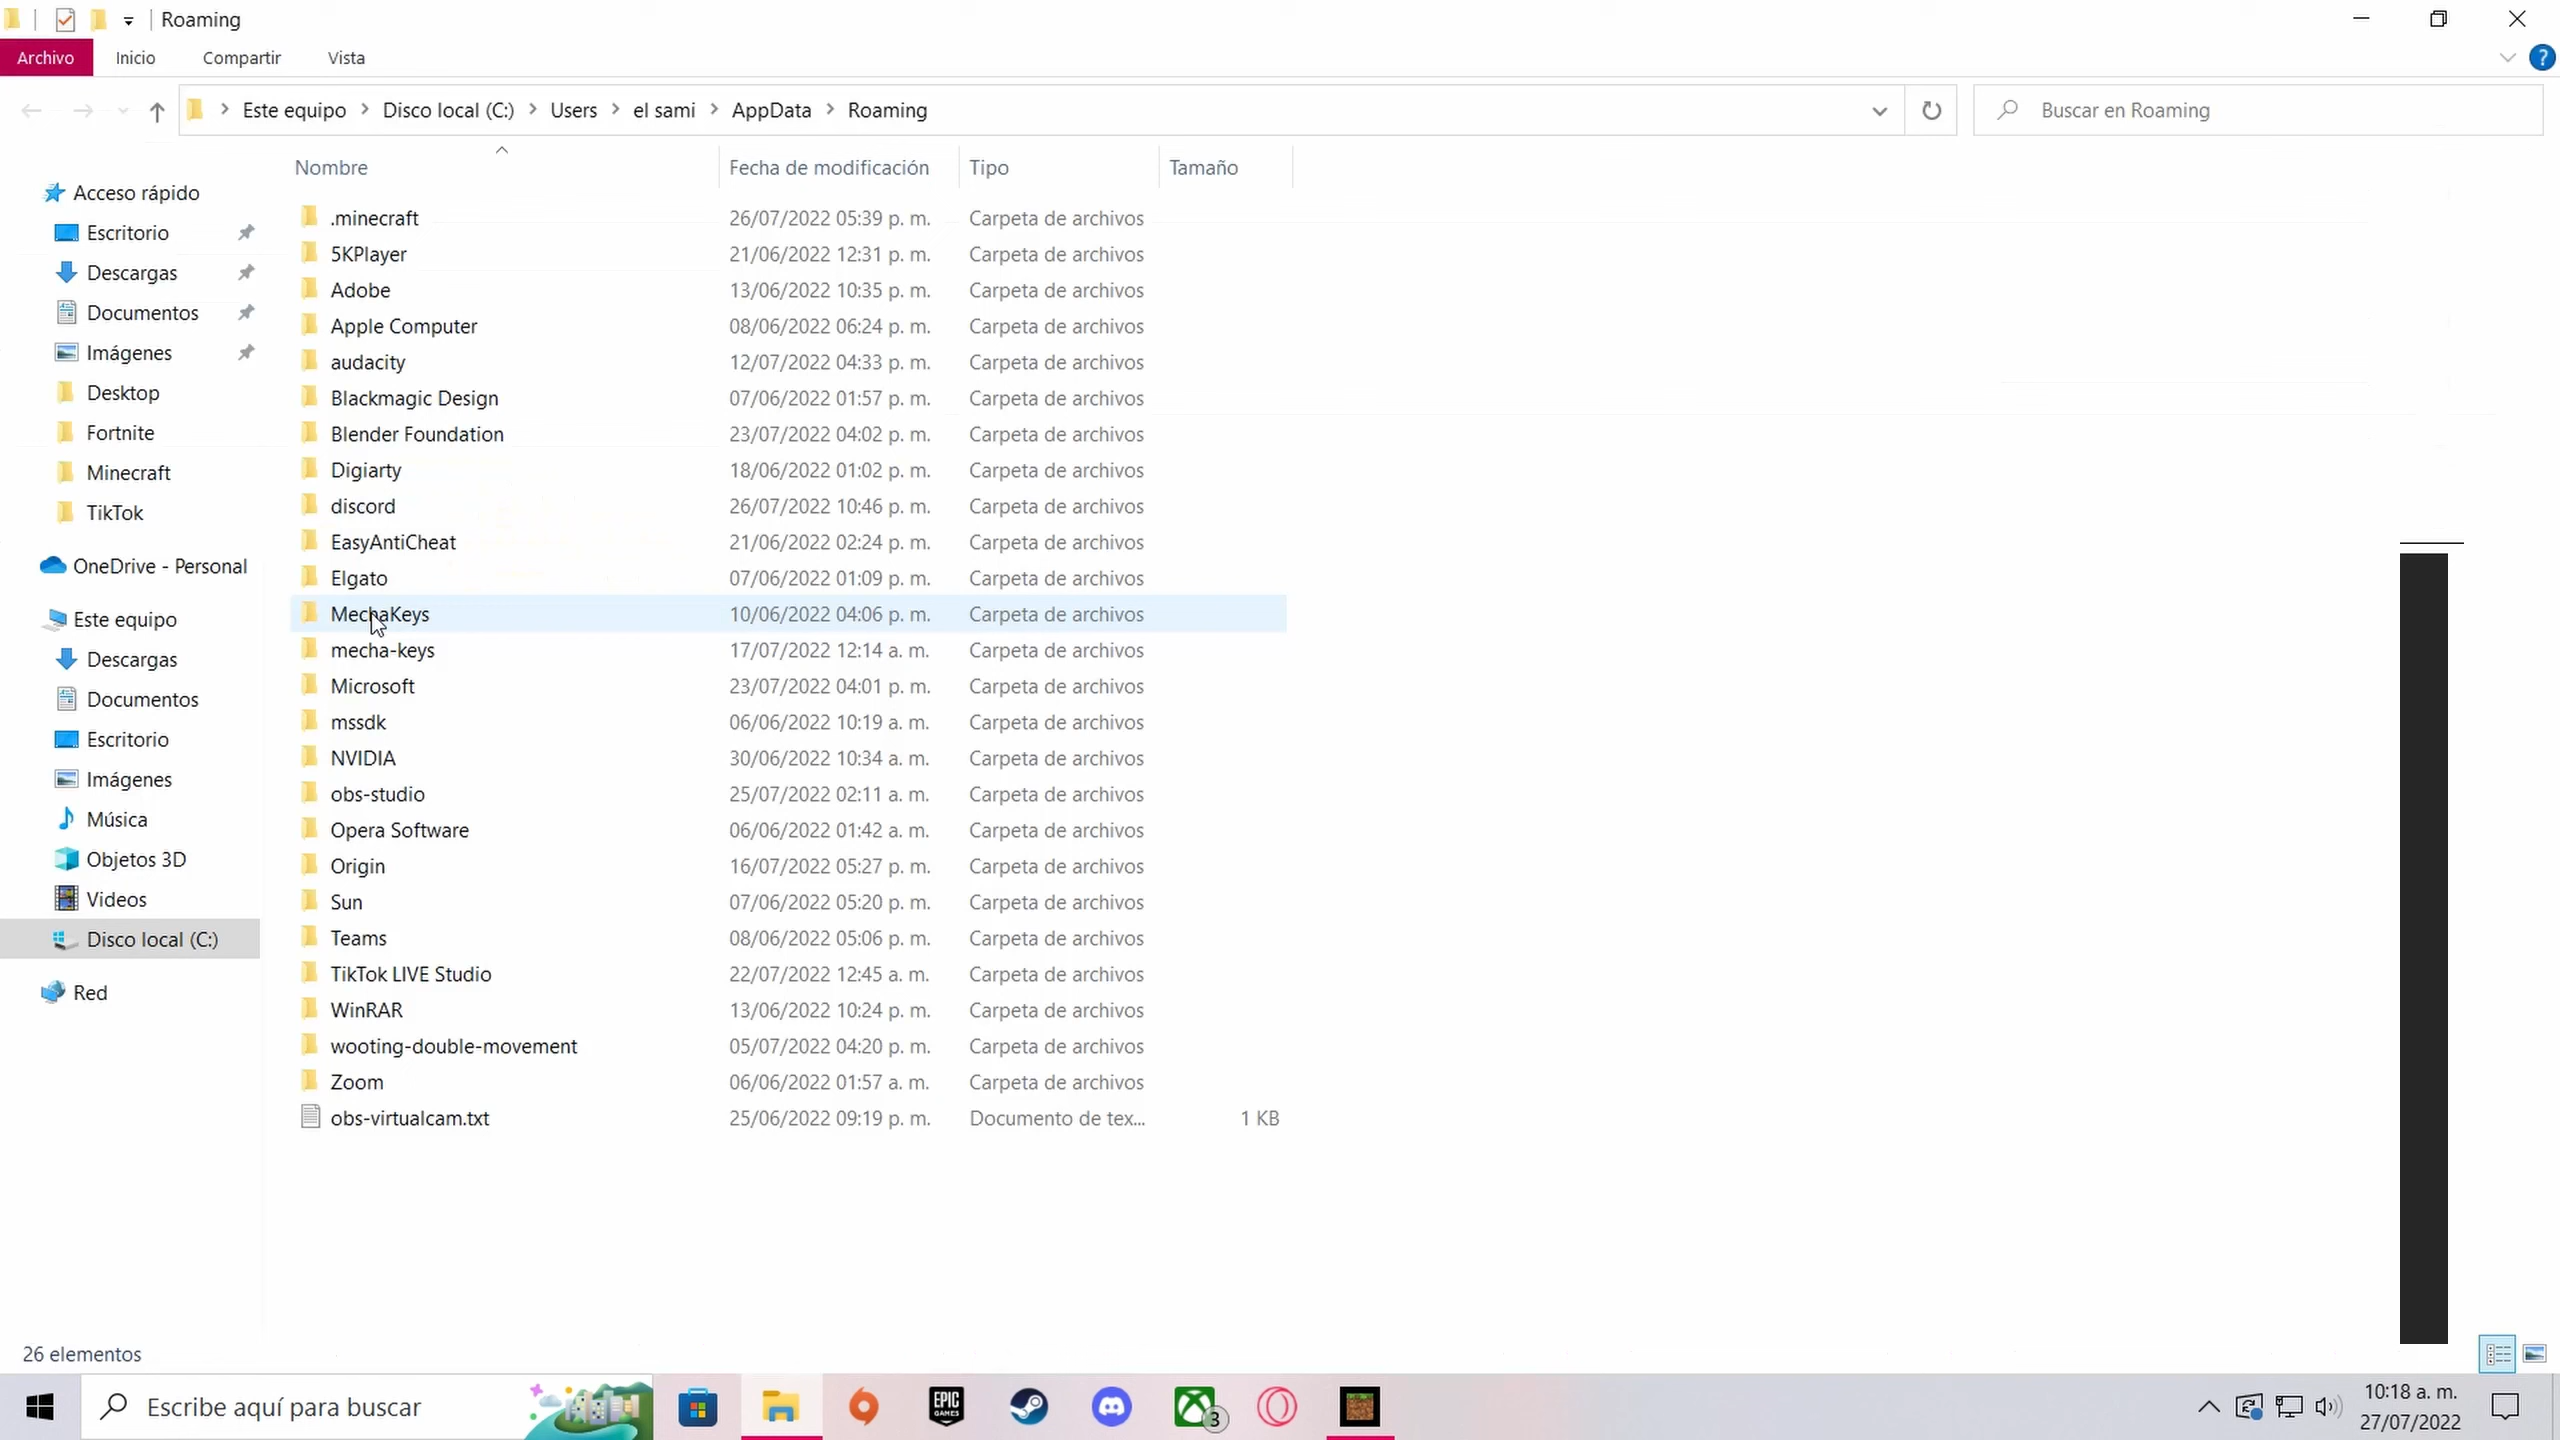 Roaming
Archivo Inicio Compartir Vista ?
Este equipo Disco local (C:) Users el sami AppData Roaming Buscar en Roaming
Nombre Fecha de modificación Tipo Tamaño
Acceso rápido
Escritorio
Descargas
Documentos
Imágenes
Desktop
Fortnite
Minecraft
TikTok
OneDrive - Personal
Este equipo
Descargas
Documentos
Escritorio
Imágenes
Música
Objetos 3D
Videos
Disco local (C:)
Red
.minecraft 26/07/2022 05:39 p. m. Carpeta de archivos
5KPlayer 21/06/2022 12:31 p. m. Carpeta de archivos
Adobe 13/06/2022 10:35 p. m. Carpeta de archivos
Apple Computer 08/06/2022 06:24 p. m. Carpeta de archivos
audacity 12/07/2022 04:33 p. m. Carpeta de archivos
Blackmagic Design 07/06/2022 01:57 p. m. Carpeta de archivos
Blender Foundation 23/07/2022 04:02 p. m. Carpeta de archivos
Digiarty 18/06/2022 01:02 p. m. Carpeta de archivos
discord 26/07/2022 10:46 p. m. Carpeta de archivos
EasyAntiCheat 21/06/2022 02:24 p. m. Carpeta de archivos
Elgato 07/06/2022 01:09 p. m. Carpeta de archivos
MechaKeys 10/06/2022 04:06 p. m. Carpeta de archivos
mecha-keys 17/07/2022 12:14 a. m. Carpeta de archivos
Microsoft 23/07/2022 04:01 p. m. Carpeta de archivos
mssdk 06/06/2022 10:19 a. m. Carpeta de archivos
NVIDIA 30/06/2022 10:34 a. m. Carpeta de archivos
obs-studio 25/07/2022 02:11 a. m. Carpeta de archivos
Opera Software 06/06/2022 01:42 a. m. Carpeta de archivos
Origin 16/07/2022 05:27 p. m. Carpeta de archivos
Sun 07/06/2022 05:20 p. m. Carpeta de archivos
Teams 08/06/2022 05:06 p. m. Carpeta de archivos
TikTok LIVE Studio 22/07/2022 12:45 a. m. Carpeta de archivos
WinRAR 13/06/2022 10:24 p. m. Carpeta de archivos
wooting-double-movement 05/07/2022 04:20 p. m. Carpeta de archivos
Zoom 06/06/2022 01:57 a. m. Carpeta de archivos
obs-virtualcam.txt 25/06/2022 09:19 p. m. Documento de tex... 1 KB
26 elementos
Escribe aquí para buscar
EPIC
GAMES
3
10:18 a. m.
27/07/2022